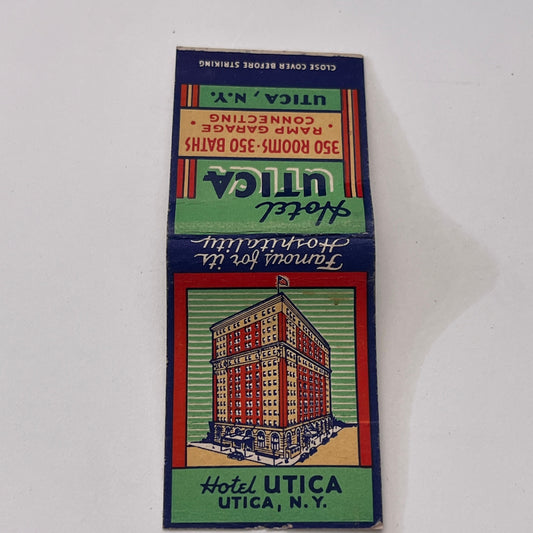 CLOSE COVER BEFORE STRIKING
Hotel
UTICA
350 ROOMS · 350 BATHS
CONNECTING
· RAMP GARAGE ·
UTICA, N.Y.
Famous for its
Hospitality
Hotel UTICA
UTICA, N.Y.